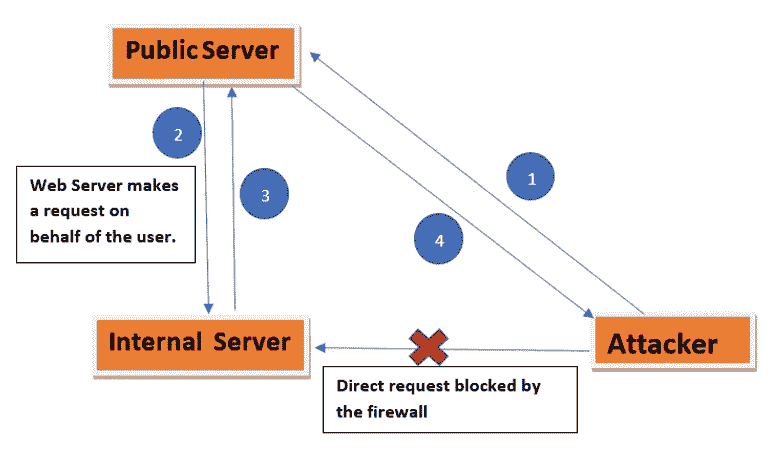 Public Server
2
1
Web Server makes
a request on
behalf of the user.
3
4
Internal Server
Attacker
Direct request blocked by
the firewall